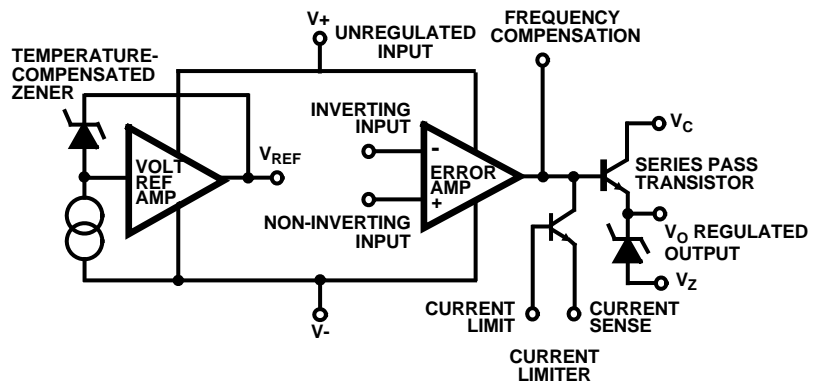 V+
UNREGULATED
INPUT
FREQUENCY
COMPENSATION
TEMPERATURE-
COMPENSATED
ZENER
VOLT
REF
AMP
VREF
INVERTING
INPUT
NON-INVERTING
INPUT
-
ERROR
AMP
+
VC
SERIES PASS
TRANSISTOR
VO REGULATED
OUTPUT
VZ
V-
CURRENT
LIMIT
CURRENT
SENSE
CURRENT
LIMITER